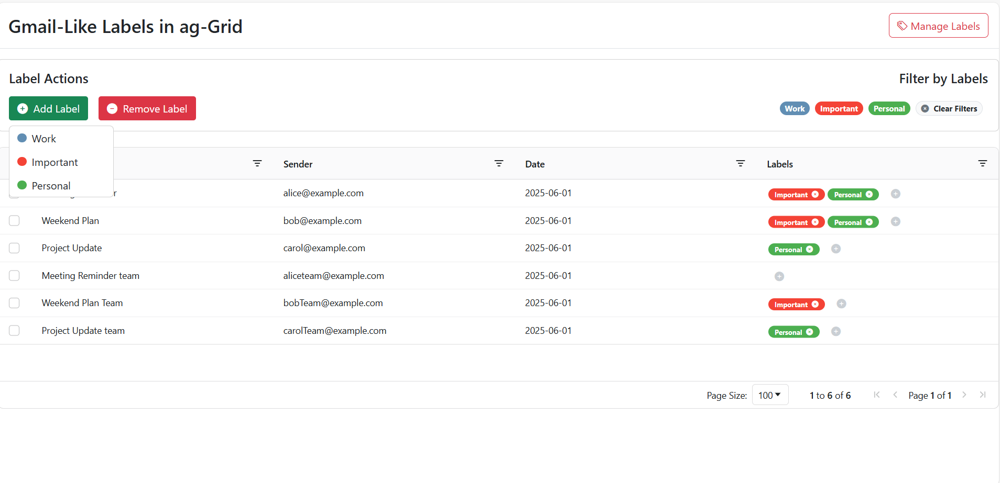 Gmail-Like Labels in ag-Grid
Manage Labels
Label Actions
Filter by Labels
Add Label
Remove Label
Work
Important
Personal
Clear Filters
Work
Important
Personal
Sender
Date
Labels
alice@example.com 2025-06-01 Important Personal
Weekend Plan bob@example.com 2025-06-01 Important Personal
Project Update carol@example.com 2025-06-01 Personal
Meeting Reminder team aliceteam@example.com 2025-06-01
Weekend Plan Team bobTeam@example.com 2025-06-01 Important
Project Update team carolTeam@example.com 2025-06-01 Personal
Page Size: 100 1 to 6 of 6 Page 1 of 1